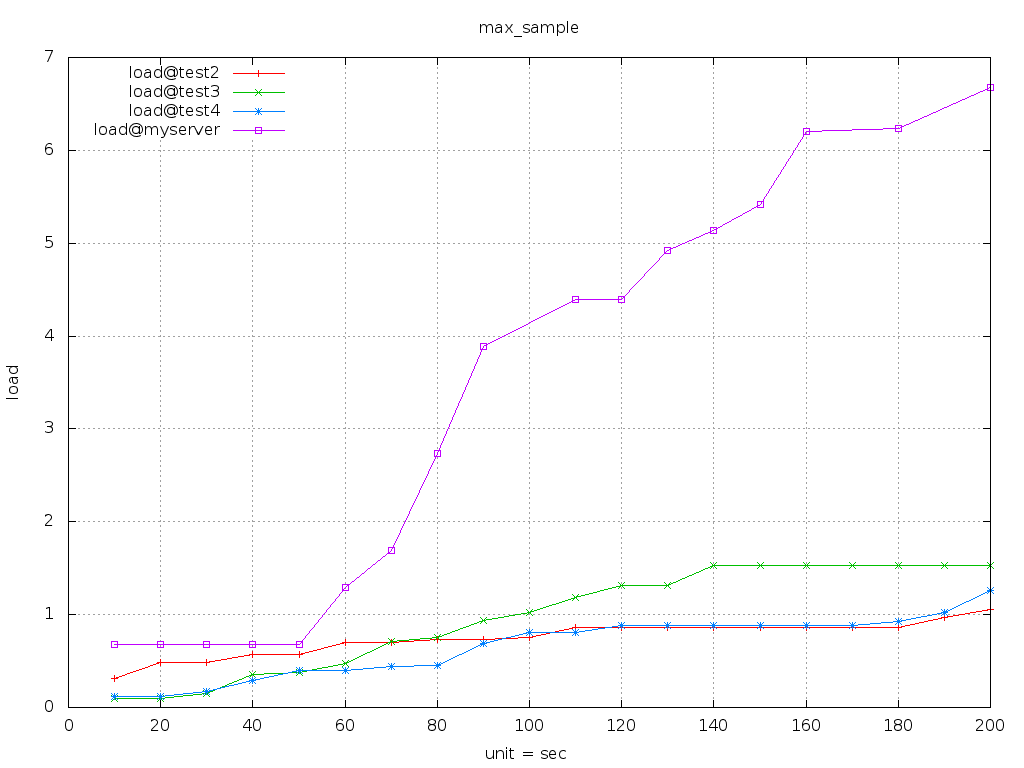 max_sample
load@test2
load@test3
load@test4
load@myserver
7
6
5
4
3
2
1
0
load
0 20 40 60 80 100 120 140 160 180 200
unit = sec